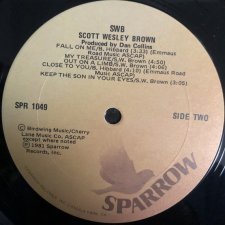 SWB
SCOTT WESLEY BROWN
Produced by Dan Collins
FALL ON ME/B. Hibbard (3:33) (Emmaus
Road Music ASCAP)
MY TREASURE/S.W. Brown (4:50)
OUT ON A LIMB/S.W. Brown (4:50)
CLOSE TO YOU/B. Hibbard (4:10) (Emmaus Road
Music ASCAP)
KEEP THE SON IN YOUR EYES/S.W. Brown (3:05)
SPR 1049
SIDE TWO
Ⓟ Birdwing Music/Cherry
Lane Music Co. ASCAP
except where noted
Ⓟ 1981 Sparrow
Records, Inc.
SPARROW